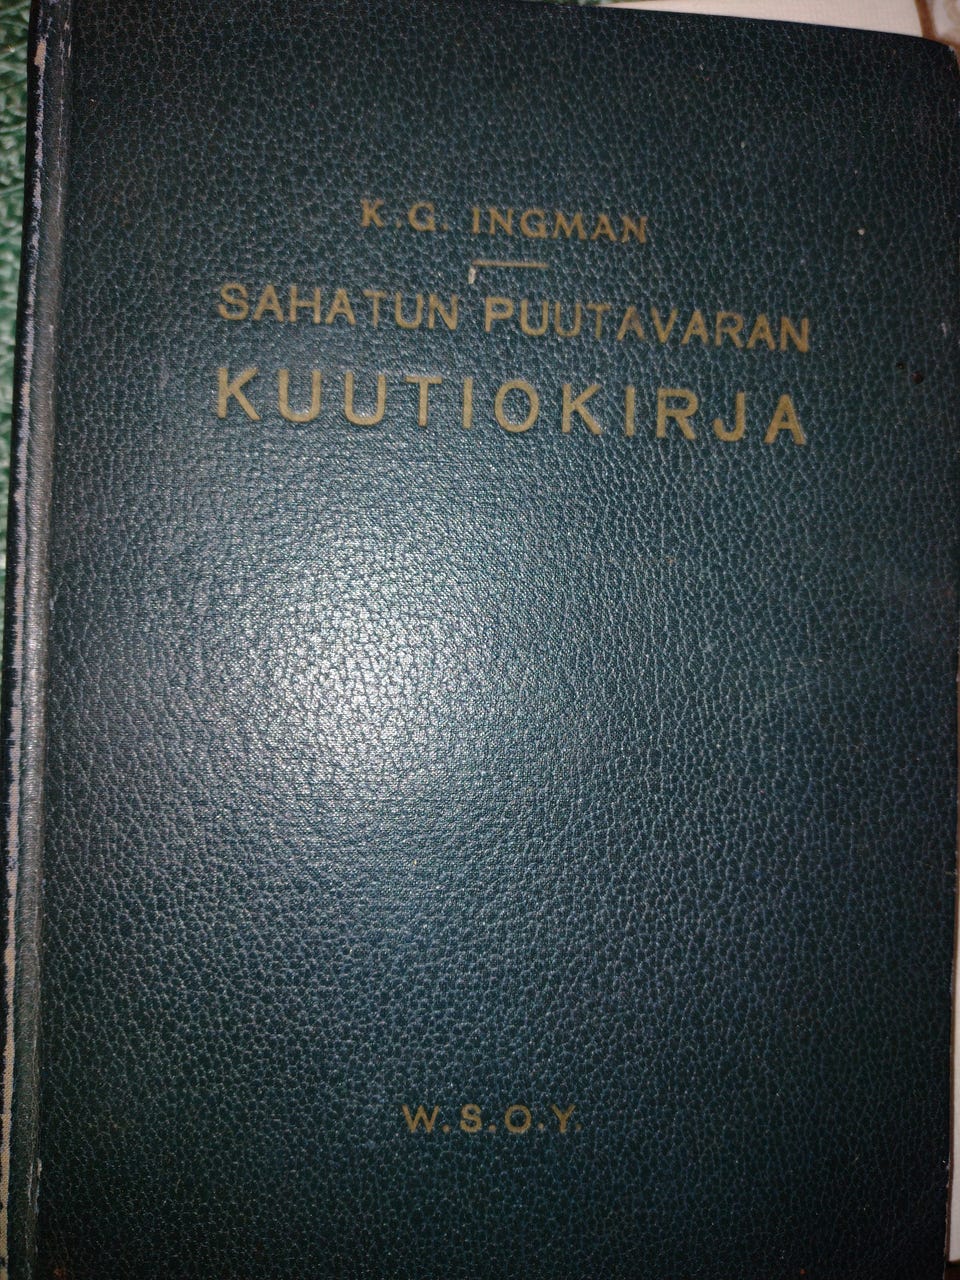 K.G. INGMAN
SAHATUN PUUTAVARAN
KUUTIOKIRJA
W.S.O.Y.